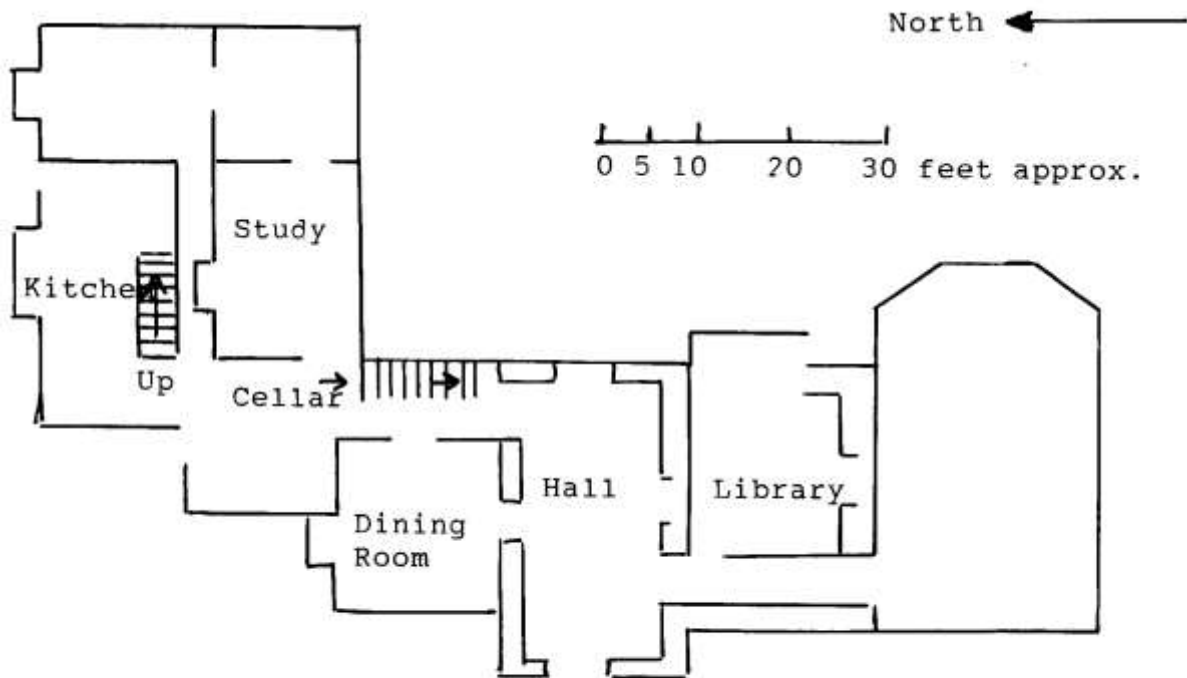 North
0 5 10 20 30 feet approx.
Study
Kitchen
Up
Cellar
Hall
Library
Dining
Room